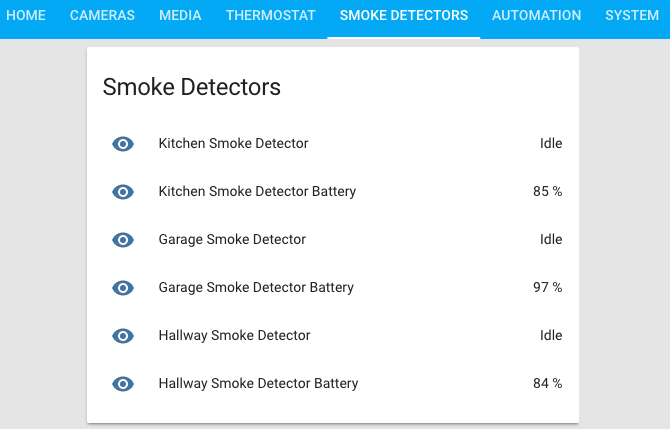 HOME CAMERAS MEDIA THERMOSTAT SMOKE DETECTORS AUTOMATION SYSTEM
Smoke Detectors
Kitchen Smoke Detector Idle
Kitchen Smoke Detector Battery 85 %
Garage Smoke Detector Idle
Garage Smoke Detector Battery 97 %
Hallway Smoke Detector Idle
Hallway Smoke Detector Battery 84 %